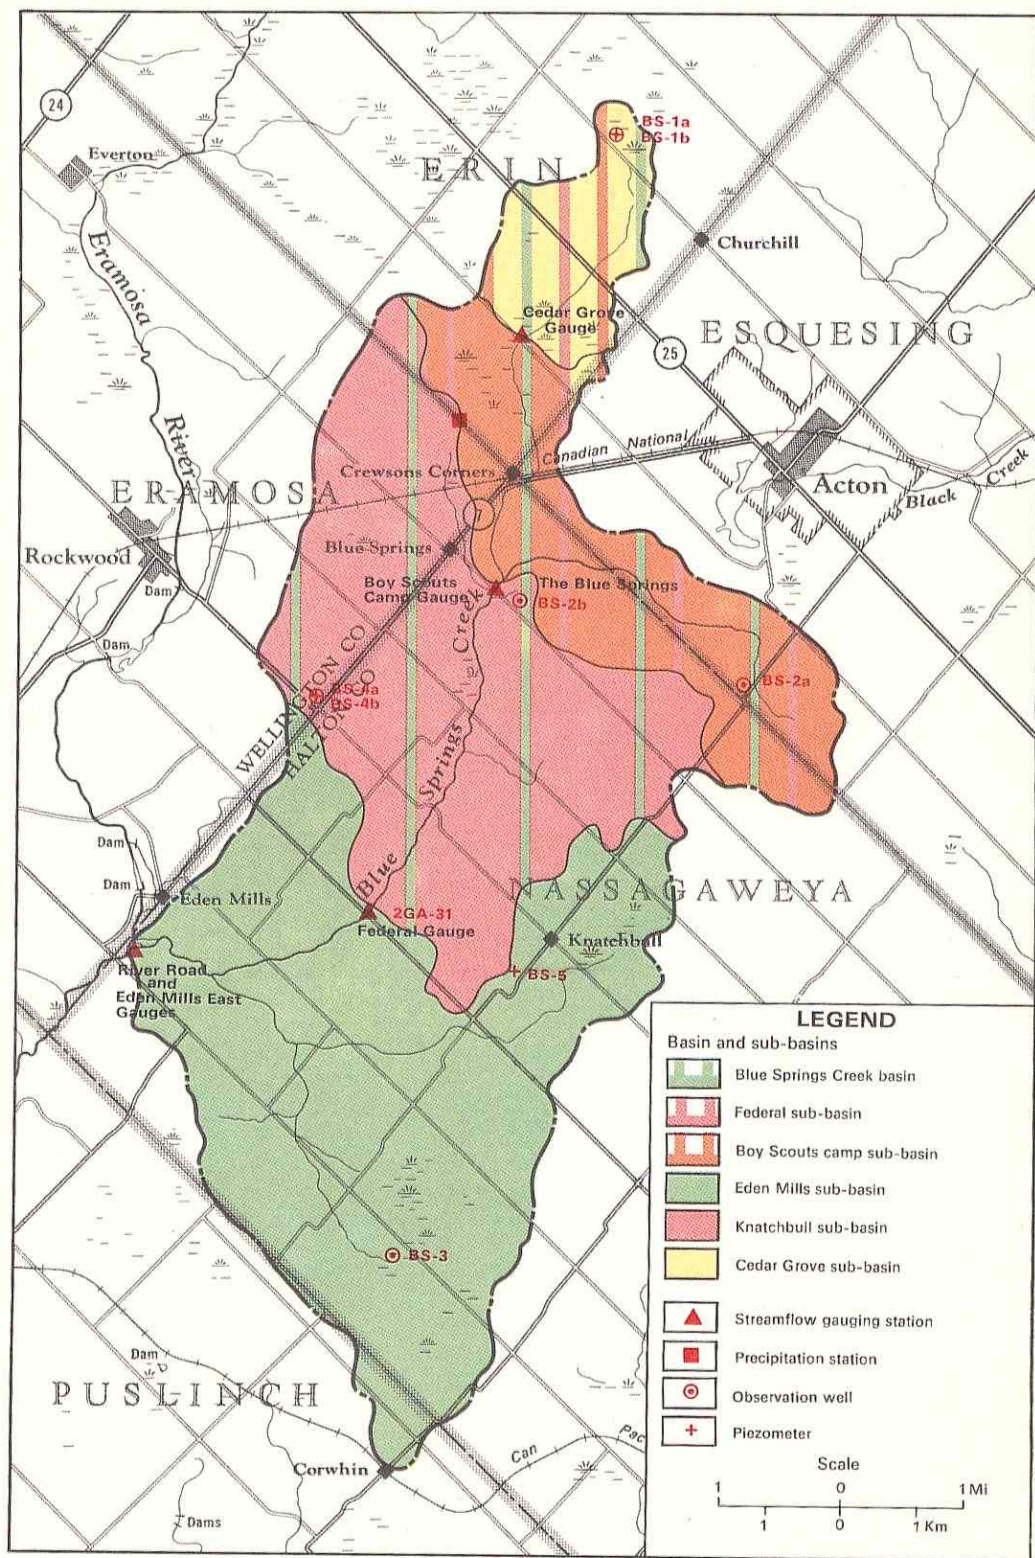 24
Everton
ERIN
BS-1a
BS-1b
Churchill
Eramosa
River
Cedar Grove
Gauge
ESQUESING
25
Canadian National
Crewsons Corners
Acton
Black Creek
ERAMOSA
Rockwood
Dam
Blue Springs
Boy Scouts
Camp Gauge
The Blue Springs
BS-2b
Dam
BS-2a
BS-4a
BS-4b
WELLINGTON CO
HALTON CO
Blue Springs Creek
Dam
Dam
Eden Mills
NASSAGAWEYA
2GA-31
Federal Gauge
Knatchbull
BS-5
River Road
and
Eden Mills East
Gauges
BS-3
Dam
PUSLINCH
Corwhin
Can Pac
Dams
LEGEND
Basin and sub-basins
Blue Springs Creek basin
Federal sub-basin
Boy Scouts camp sub-basin
Eden Mills sub-basin
Knatchbull sub-basin
Cedar Grove sub-basin
Streamflow gauging station
Precipitation station
Observation well
Piezometer
Scale
1 0 1 Mi
1 0 1 Km